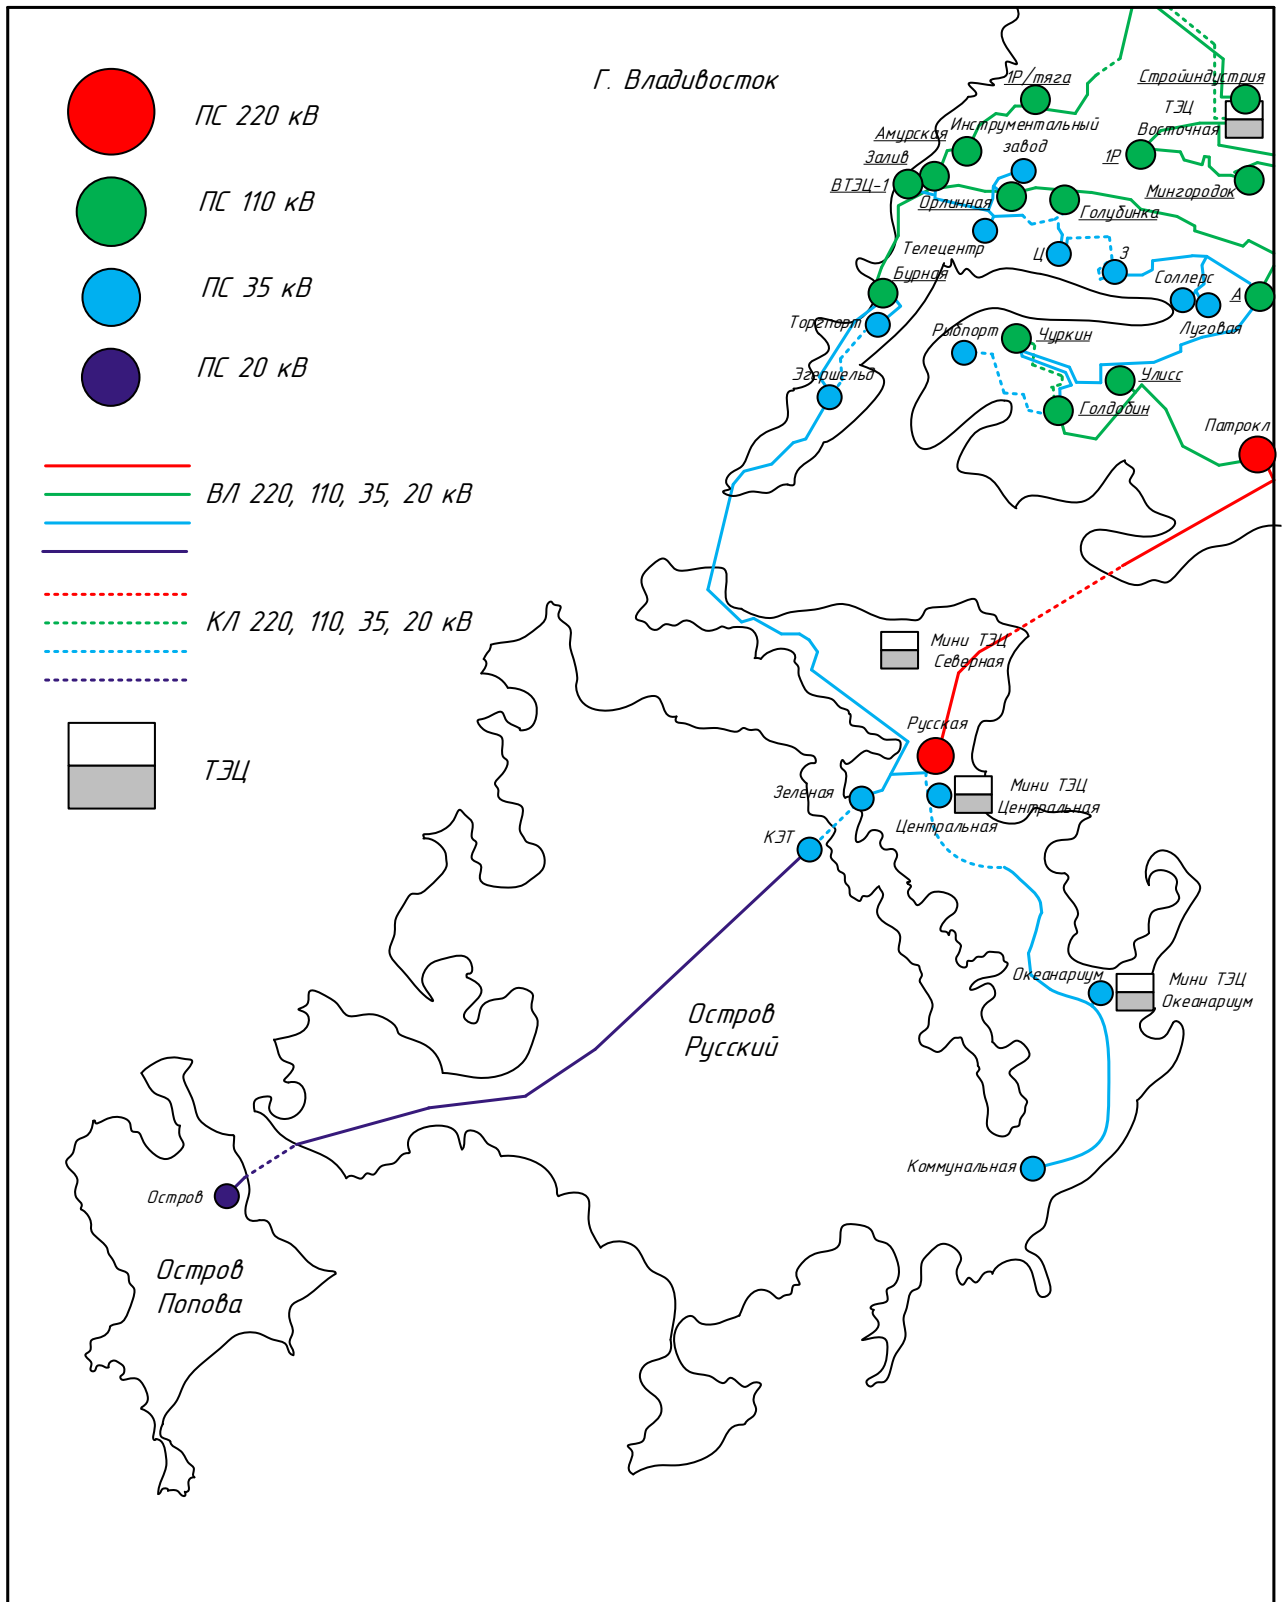 Г. Владивосток
ПС 220 кВ
ПС 110 кВ
ПС 35 кВ
ПС 20 кВ
ВЛ 220, 110, 35, 20 кВ
КЛ 220, 110, 35, 20 кВ
ТЭЦ
1Р/тяга
Стройиндустрия
ТЭЦ
Восточная
Амурская
Инструментальный
завод
Залив
1Р
ВТЭЦ-1
Мингородок
Орлинная
Голубинка
Телецентр
Ц
З
Бурная
Соллерс
А
Луговая
Торгпорт
Рыбпорт
Чуркин
Эгершельд
Улисс
Голдобин
Патрокл
Мини ТЭЦ
Северная
Русская
Зеленая
Мини ТЭЦ
Центральная
Центральная
КЭТ
Океанариум
Мини ТЭЦ
Океанариум
Остров
Русский
Коммунальная
Остров
Остров
Попова